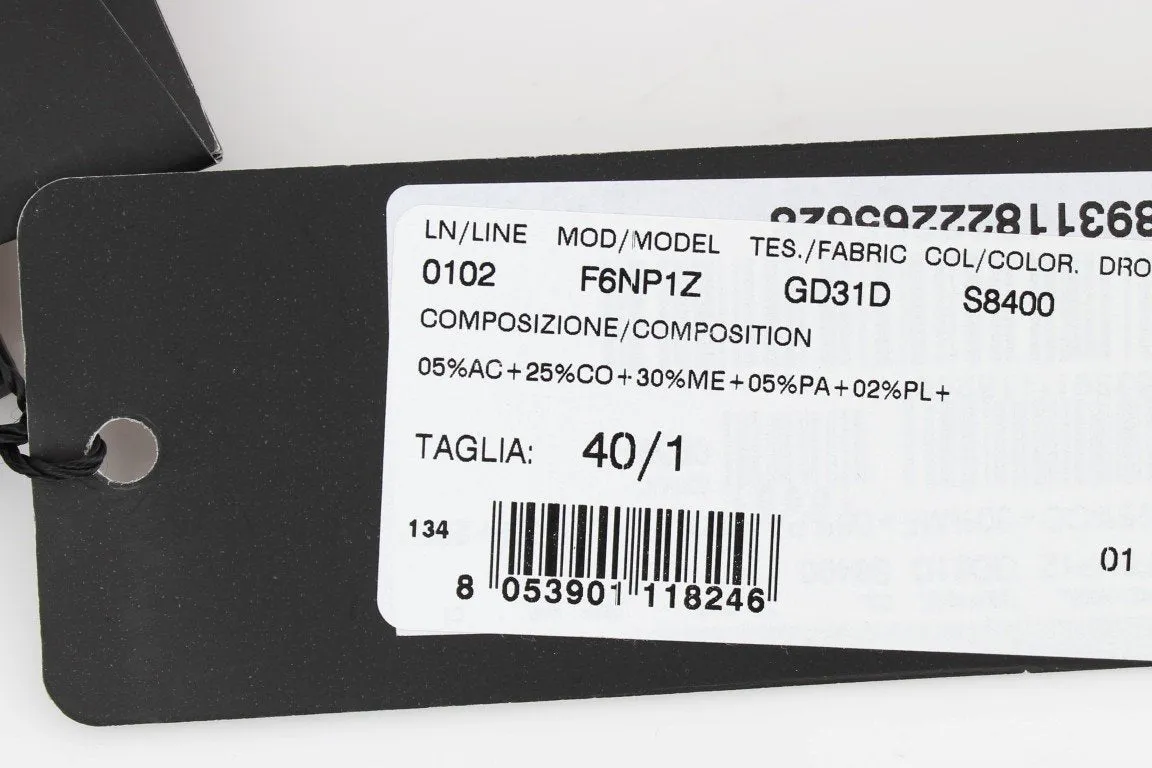 LN/LINE MOD/MODEL TES./FABRIC COL/COLOR. DRO
0102 F6NP1Z GD31D S8400
COMPOSIZIONE/COMPOSITION
05%AC+25%CO+30%ME+05%PA+02%PL+
TAGLIA: 40/1
134
01
8 053901 118246